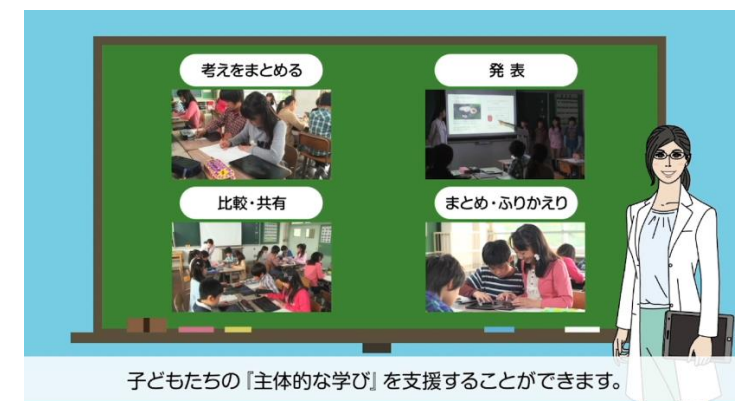 考えをまとめる
発 表
比較・共有
まとめ・ふりかえり
子どもたちの『主体的な学び』を支援することができます。